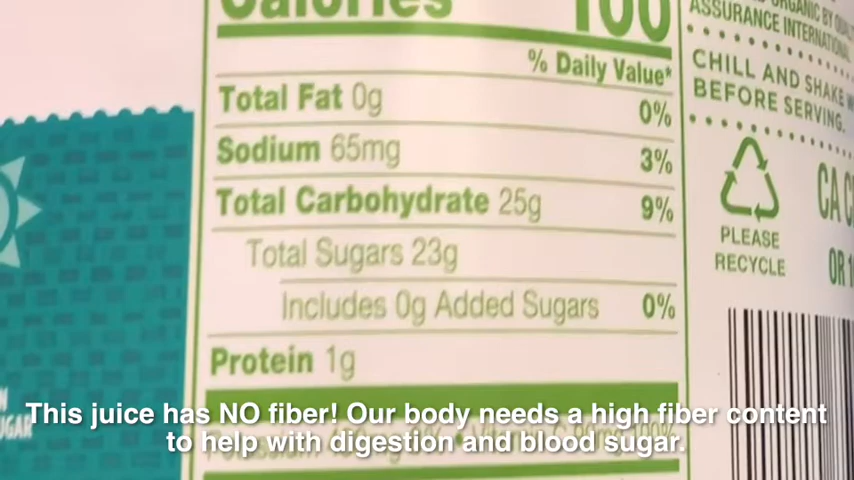 Calories 100
% Daily Value*
Total Fat 0g 0%
Sodium 65mg 3%
Total Carbohydrate 25g 9%
Total Sugars 23g
Includes 0g Added Sugars 0%
Protein 1g
ASSURANCE INTERNATIONAL
CHILL AND SHAKE
BEFORE SERVING.
PLEASE
RECYCLE
CA
OR
This juice has NO fiber! Our body needs a high fiber content
to help with digestion and blood sugar.